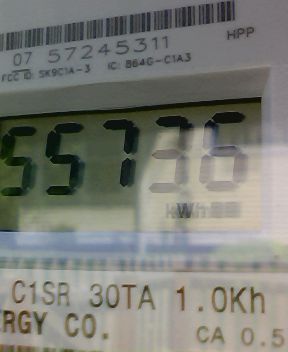 07 57245311
HPP
FCC ID: SK9C1A-3 IC: 864G-C1A3
55736
kWh
C1SR 30TA 1.0Kh
RGY CO. CA 0.5